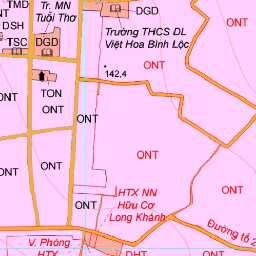 TMD
Tr. MN
Tuổi Thơ
DGD
DSH
TSC
DGD
Trường THCS DL
Việt Hoa Bình Lộc
ONT
ONT
142,4
TON
ONT
ONT
ONT
ONT
ONT
ONT
ONT
HTX NN
Hữu Cơ
Long Khánh
Đường tổ 2
V. Phòng
HTX
DHT
ONT